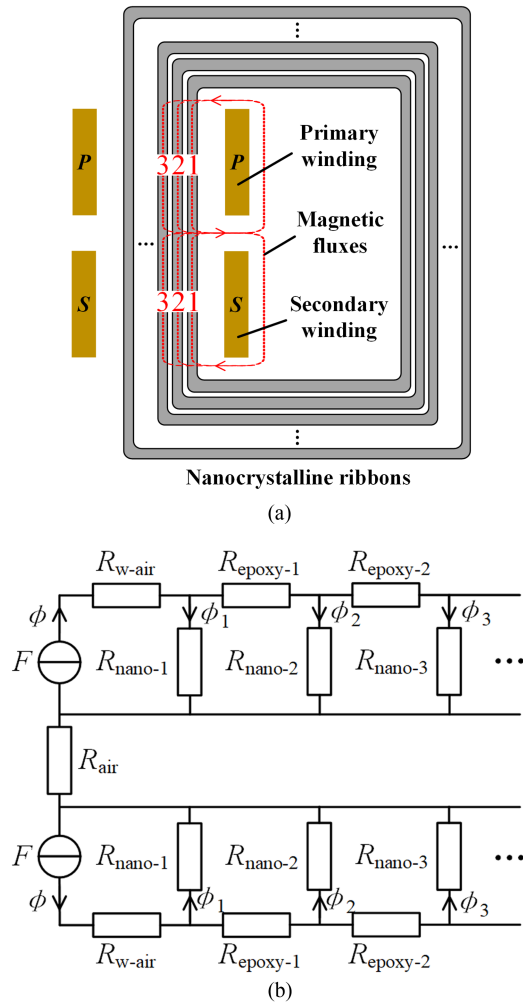 ...
P
P
Primary
winding
321
Magnetic
fluxes
...
...
S
S
321
Secondary
winding
...
Nanocrystalline ribbons
(a)
R_w-air
R_epoxy-1
R_epoxy-2
ϕ
ϕ_1
ϕ_2
ϕ_3
F
R_nano-1
R_nano-2
R_nano-3
...
R_air
F
R_nano-1
R_nano-2
R_nano-3
...
ϕ
ϕ_1
ϕ_2
ϕ_3
R_w-air
R_epoxy-1
R_epoxy-2
(b)